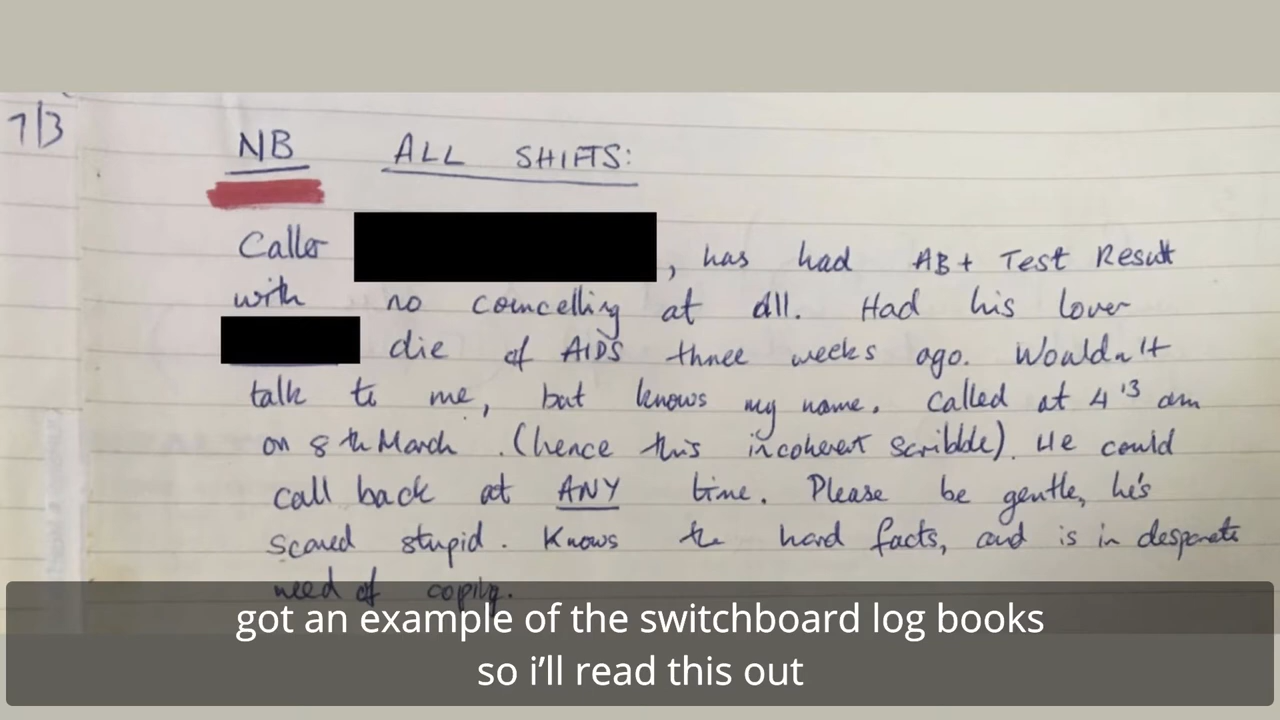 7/3
NB ALL SHIFTS:
Caller , has had AB+ Test Result
with no councelling at all. Had his lover
die of AIDS three weeks ago. Wouldn't
talk to me, but knows my name. Called at 4.13 am
on 8th March. (hence this incoherent scribble). He could
call back at ANY time. Please be gentle, he's
scared stupid. Knows the hard facts, and is in desperate
need of coping.
got an example of the switchboard log books
so i'll read this out